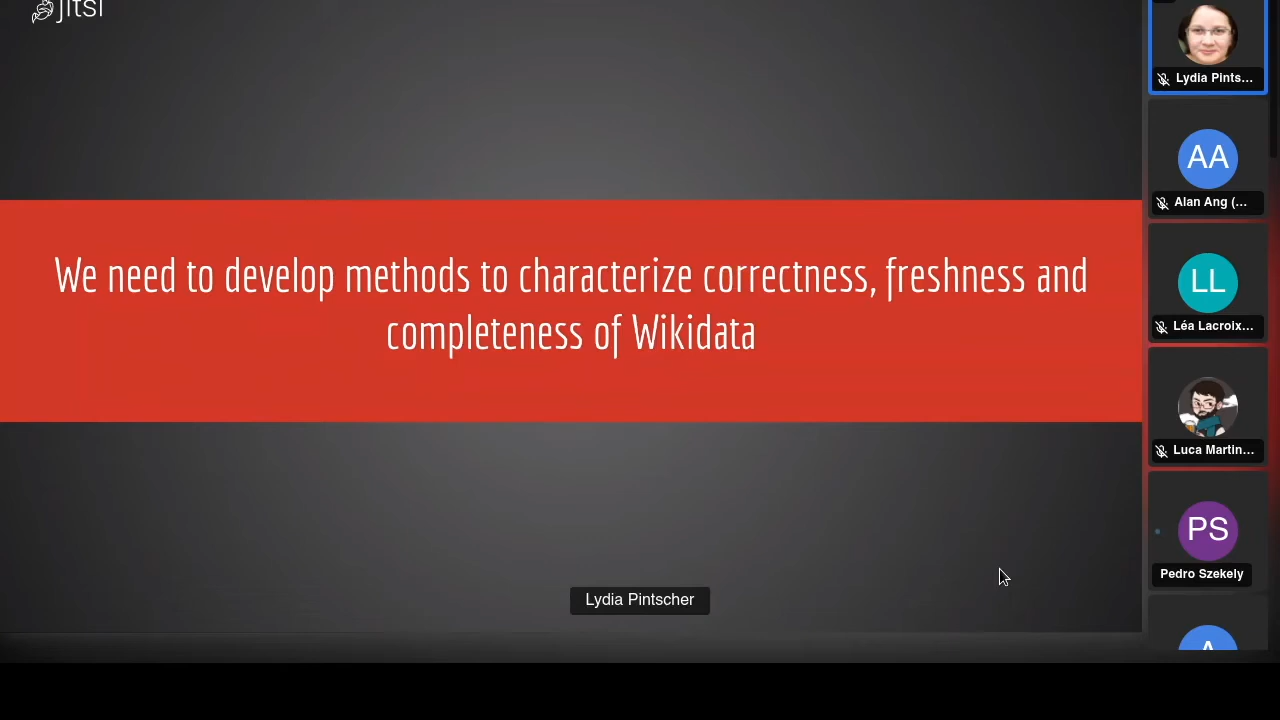 jitsi
We need to develop methods to characterize correctness, freshness and
completeness of Wikidata
Lydia Pintscher
Lydia Pints...
AA
Alan Ang (...
LL
Léa Lacroix...
Luca Martin...
PS
Pedro Szekely
A